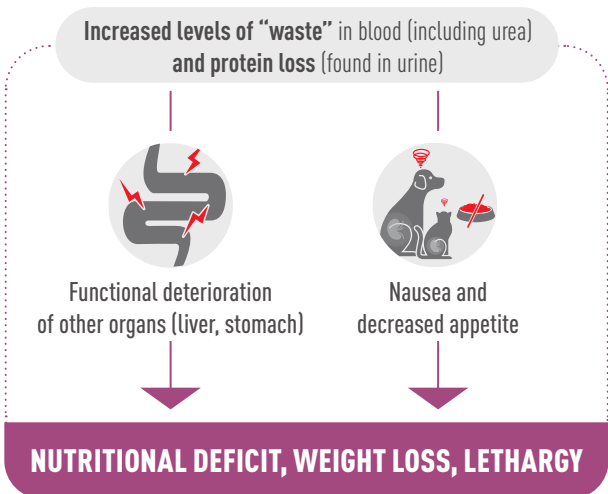 Increased levels of “waste” in blood (including urea)
and protein loss (found in urine)
Functional deterioration
of other organs (liver, stomach)
Nausea and
decreased appetite
NUTRITIONAL DEFICIT, WEIGHT LOSS, LETHARGY